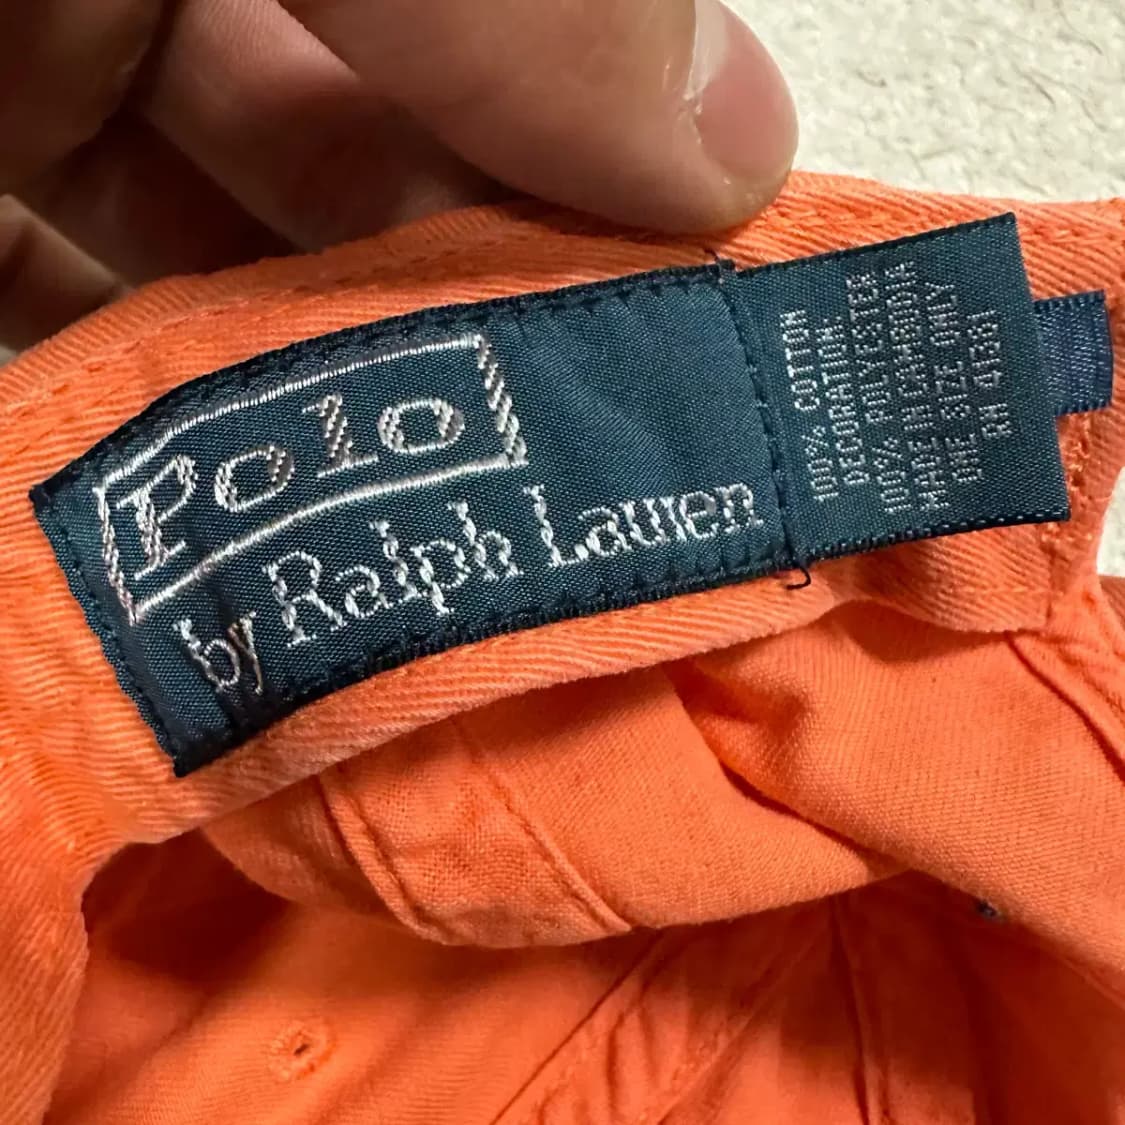 Polo
by Ralph Lauren
100% COTTON
DECORATION:
100% POLYESTER
MADE IN CAMBODIA
ONE SIZE ONLY
RN 41381